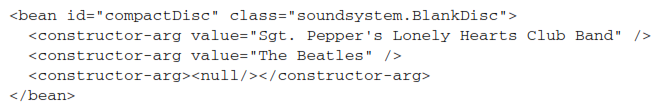 <bean id="compactDisc" class="soundsystem.BlankDisc">
  <constructor-arg value="Sgt. Pepper's Lonely Hearts Club Band" />
  <constructor-arg value="The Beatles" />
  <constructor-arg><null/></constructor-arg>
</bean>